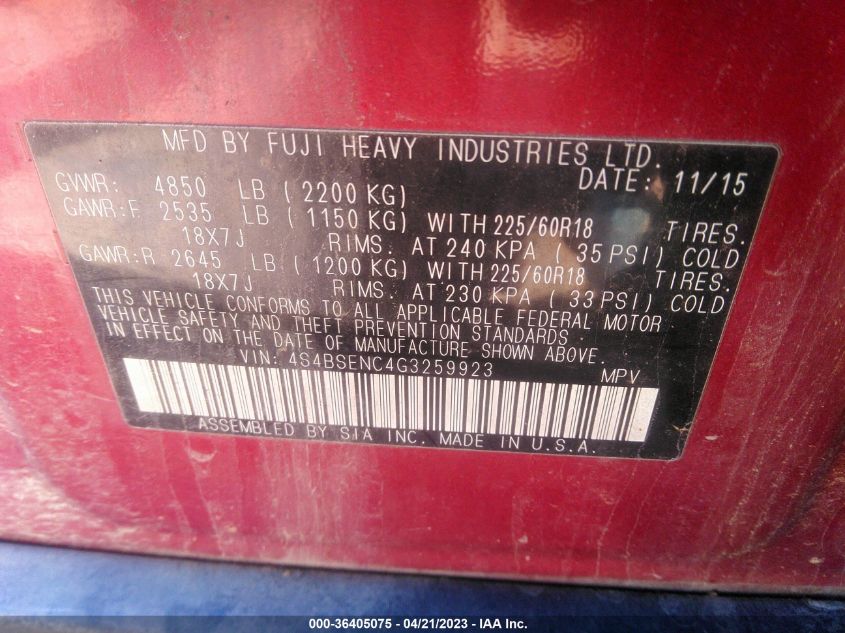 MFD BY FUJI HEAVY INDUSTRIES LTD.
DATE: 11/15
GVWR: 4850 LB ( 2200 KG)
GAWR:F 2535 LB ( 1150 KG) WITH 225/60R18 TIRES.
18X7J RIMS. AT 240 KPA ( 35 PSI) COLD
GAWR:R 2645 LB ( 1200 KG) WITH 225/60R18 TIRES.
18X7J RIMS. AT 230 KPA ( 33 PSI) COLD
THIS VEHICLE CONFORMS TO ALL APPLICABLE FEDERAL MOTOR
VEHICLE SAFETY AND THEFT PREVENTION STANDARDS
IN EFFECT ON THE DATE OF MANUFACTURE SHOWN ABOVE.
VIN: 4S4BSENC4G3259923 MPV
ASSEMBLED BY SIA INC. MADE IN U.S.A.
000-36405075 - 04/21/2023 - IAA Inc.